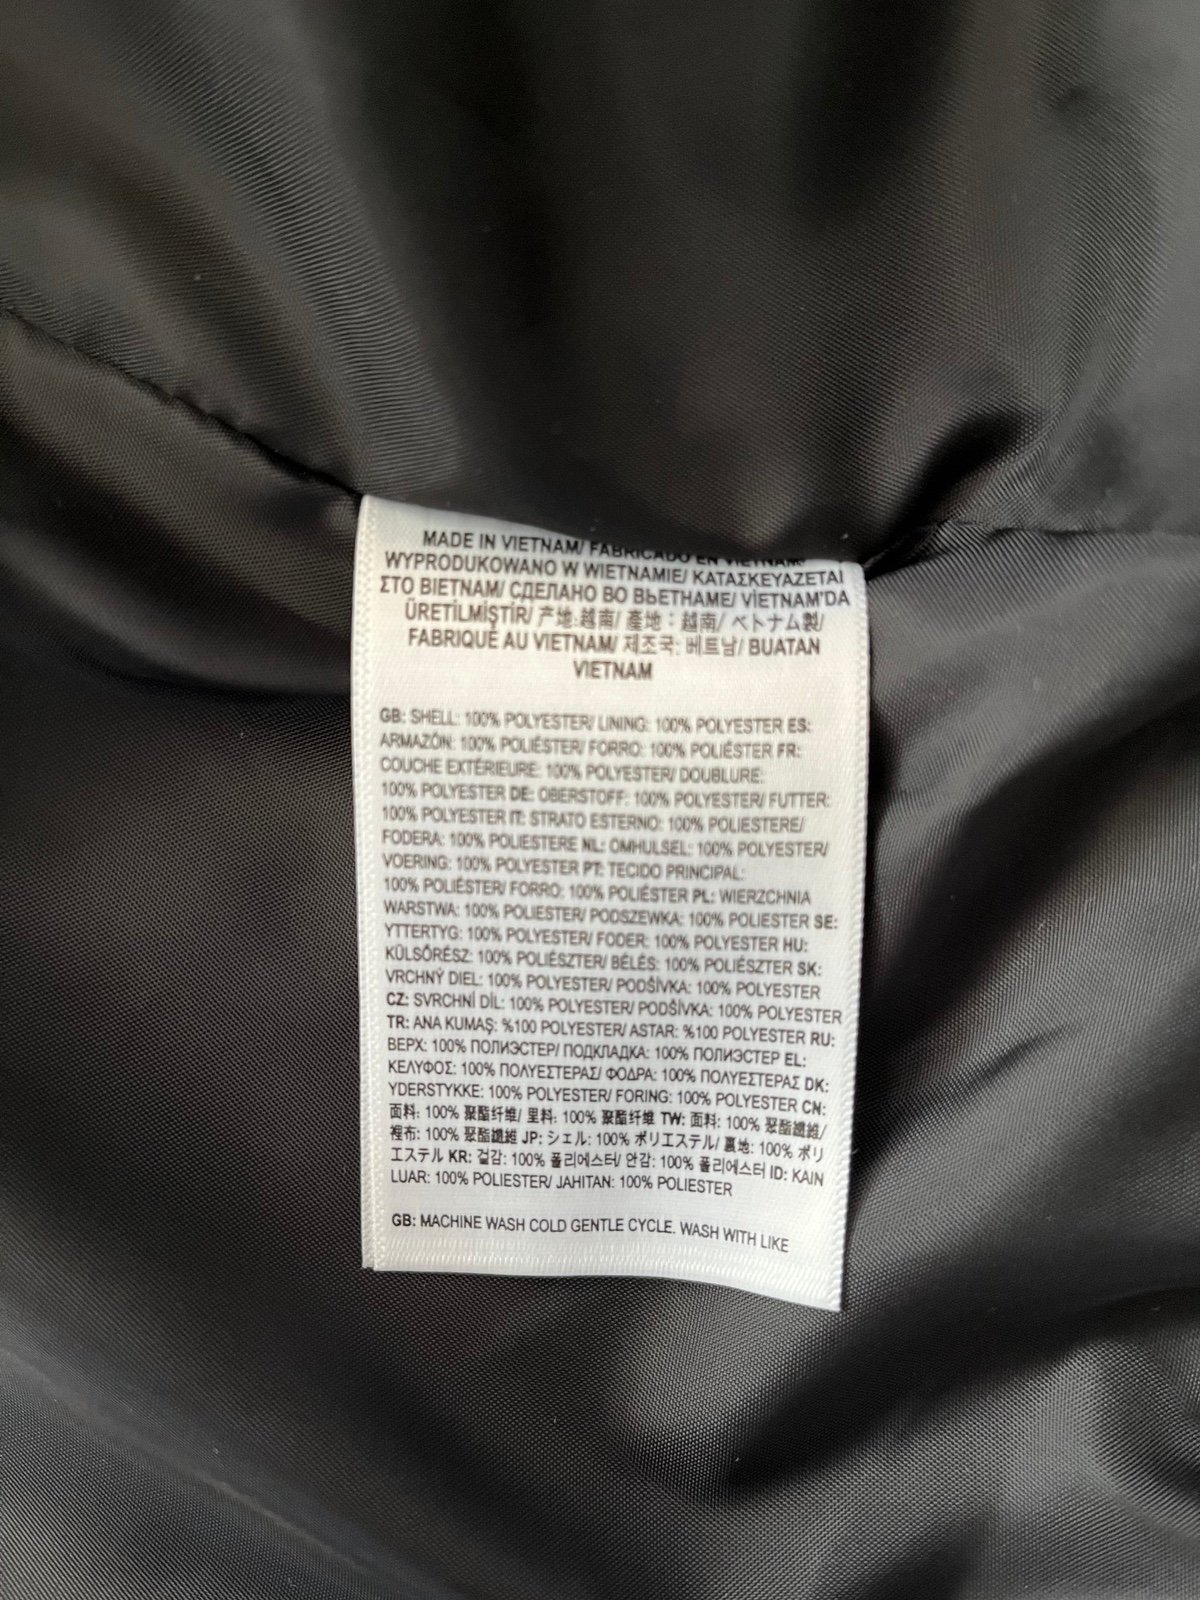 MADE IN VIETNAM/ FABRICADO EN VIETNAM/
WYPRODUKOWANO W WIETNAMIE/ ΚΑΤΑΣΚΕΥΑΖΕΤΑΙ
ΣΤΟ ΒΙΕΤΝΑΜ/ СДЕЛАНО ВО ВЬЕТНАМЕ/ VİETNAM'DA
ÜRETİLMİŞTİR/ 产地:越南/ 產地：越南/ ベトナム製/
FABRIQUÉ AU VIETNAM/ 제조국: 베트남/ BUATAN
VIETNAM
GB: SHELL: 100% POLYESTER/ LINING: 100% POLYESTER ES:
ARMAZÓN: 100% POLIÉSTER/ FORRO: 100% POLIÉSTER FR:
COUCHE EXTÉRIEURE: 100% POLYESTER/ DOUBLURE:
100% POLYESTER DE: OBERSTOFF: 100% POLYESTER/ FUTTER:
100% POLYESTER IT: STRATO ESTERNO: 100% POLIESTERE/
FODERA: 100% POLIESTERE NL: OMHULSEL: 100% POLYESTER/
VOERING: 100% POLYESTER PT: TECIDO PRINCIPAL:
100% POLIÉSTER/ FORRO: 100% POLIÉSTER PL: WIERZCHNIA
WARSTWA: 100% POLIESTER/ PODSZEWKA: 100% POLIESTER SE:
YTTERTYG: 100% POLYESTER/ FODER: 100% POLYESTER HU:
KÜLSŐRÉSZ: 100% POLIÉSZTER/ BÉLÉS: 100% POLIÉSZTER SK:
VRCHNÝ DIEL: 100% POLYESTER/ PODŠÍVKA: 100% POLYESTER
CZ: SVRCHNÍ DÍL: 100% POLYESTER/ PODŠÍVKA: 100% POLYESTER
TR: ANA KUMAŞ: %100 POLYESTER/ ASTAR: %100 POLYESTER RU:
ВЕРХ: 100% ПОЛИЭСТЕР/ ПОДКЛАДКА: 100% ПОЛИЭСТЕР EL:
ΚΕΛΥΦΟΣ: 100% ΠΟΛΥΕΣΤΕΡΑΣ/ ΦΟΔΡΑ: 100% ΠΟΛΥΕΣΤΕΡΑΣ DK:
YDERSTYKKE: 100% POLYESTER/ FORING: 100% POLYESTER CN:
面料: 100% 聚酯纤维/ 里料: 100% 聚酯纤维 TW: 面料: 100% 聚酯纖維/
裡布: 100% 聚酯纖維 JP: シェル: 100% ポリエステル/ 裏地: 100% ポリ
エステル KR: 겉감: 100% 폴리에스터/ 안감: 100% 폴리에스터 ID: KAIN
LUAR: 100% POLIESTER/ JAHITAN: 100% POLIESTER
GB: MACHINE WASH COLD GENTLE CYCLE. WASH WITH LIKE